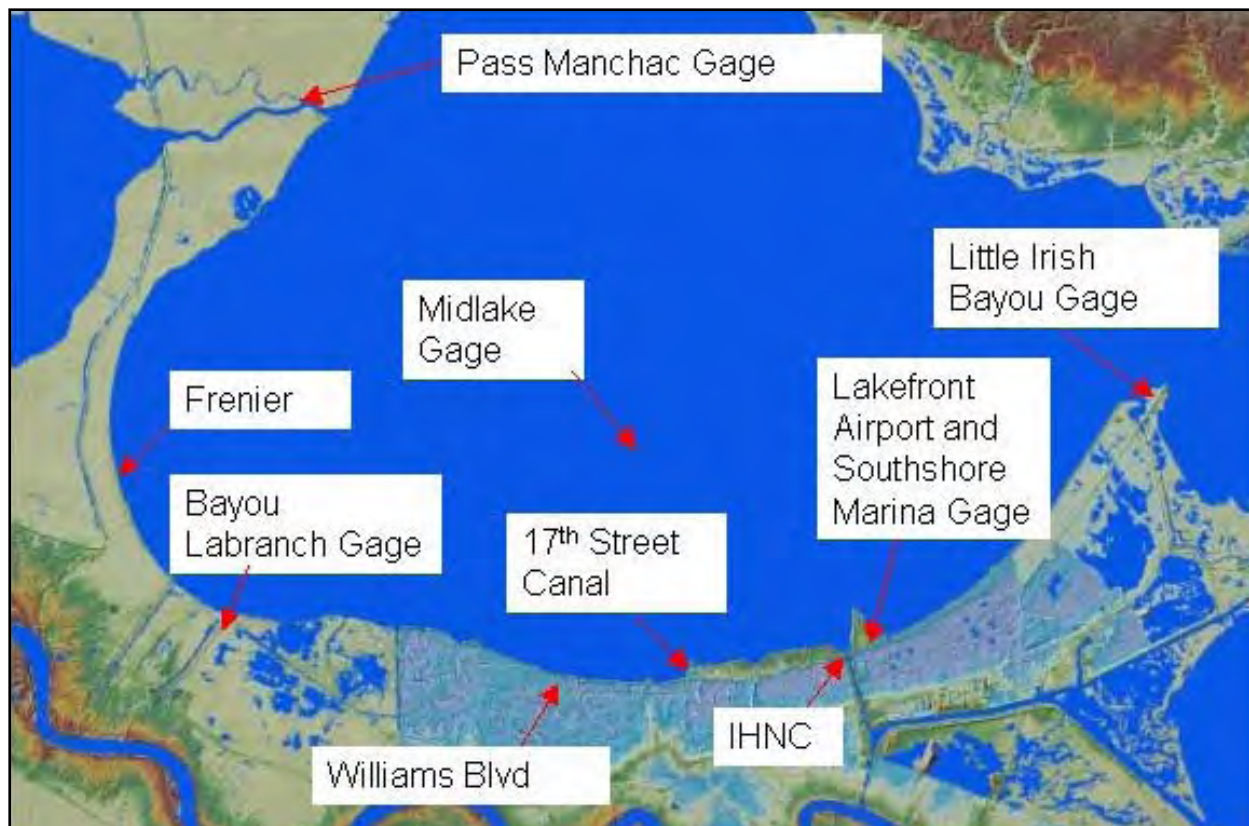 Pass Manchac Gage
Little Irish
Bayou Gage
Midlake
Gage
Lakefront
Airport and
Southshore
Marina Gage
Frenier
Bayou
Labranch Gage
17th Street
Canal
IHNC
Williams Blvd